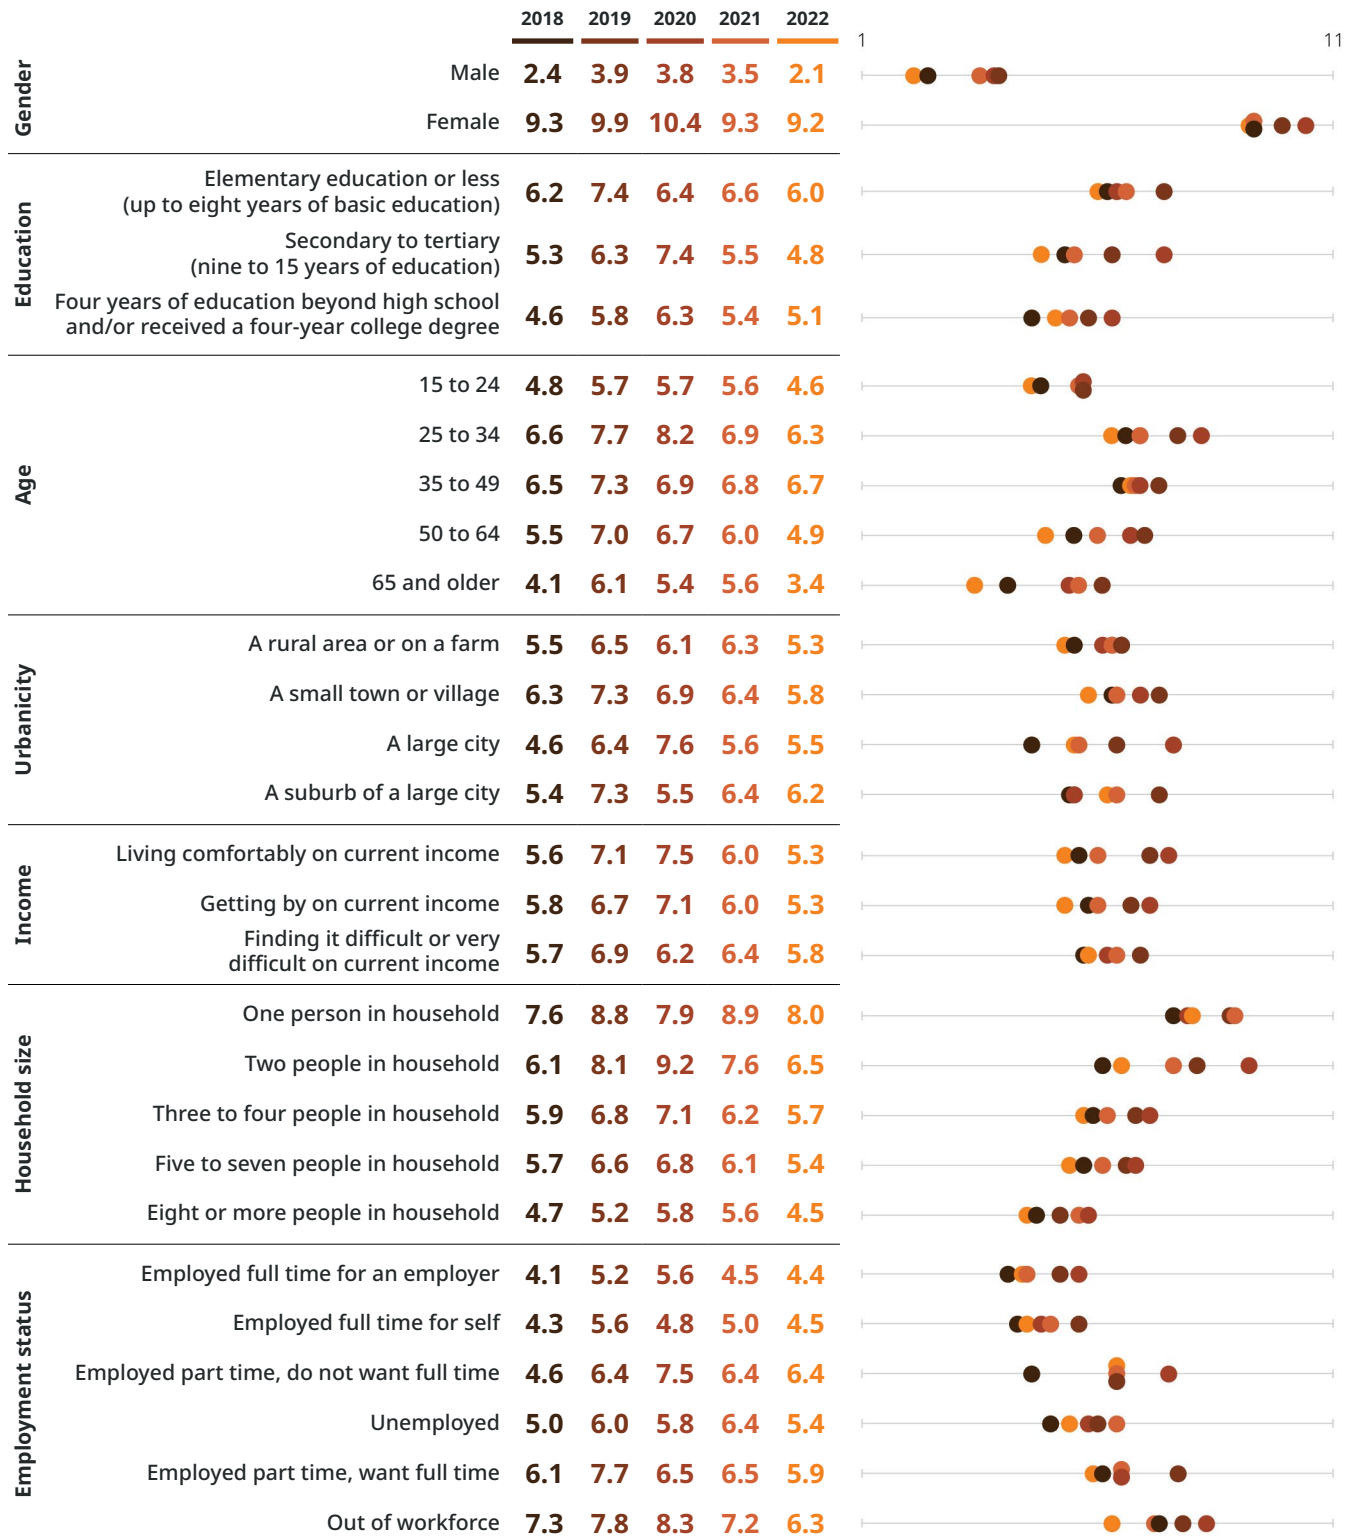 2018 2019 2020 2021 2022
1 11
Gender
Male 2.4 3.9 3.8 3.5 2.1
Female 9.3 9.9 10.4 9.3 9.2
Education
Elementary education or less
(up to eight years of basic education) 6.2 7.4 6.4 6.6 6.0
Secondary to tertiary
(nine to 15 years of education) 5.3 6.3 7.4 5.5 4.8
Four years of education beyond high school
and/or received a four-year college degree 4.6 5.8 6.3 5.4 5.1
Age
15 to 24 4.8 5.7 5.7 5.6 4.6
25 to 34 6.6 7.7 8.2 6.9 6.3
35 to 49 6.5 7.3 6.9 6.8 6.7
50 to 64 5.5 7.0 6.7 6.0 4.9
65 and older 4.1 6.1 5.4 5.6 3.4
Urbanicity
A rural area or on a farm 5.5 6.5 6.1 6.3 5.3
A small town or village 6.3 7.3 6.9 6.4 5.8
A large city 4.6 6.4 7.6 5.6 5.5
A suburb of a large city 5.4 7.3 5.5 6.4 6.2
Income
Living comfortably on current income 5.6 7.1 7.5 6.0 5.3
Getting by on current income 5.8 6.7 7.1 6.0 5.3
Finding it difficult or very
difficult on current income 5.7 6.9 6.2 6.4 5.8
Household size
One person in household 7.6 8.8 7.9 8.9 8.0
Two people in household 6.1 8.1 9.2 7.6 6.5
Three to four people in household 5.9 6.8 7.1 6.2 5.7
Five to seven people in household 5.7 6.6 6.8 6.1 5.4
Eight or more people in household 4.7 5.2 5.8 5.6 4.5
Employment status
Employed full time for an employer 4.1 5.2 5.6 4.5 4.4
Employed full time for self 4.3 5.6 4.8 5.0 4.5
Employed part time, do not want full time 4.6 6.4 7.5 6.4 6.4
Unemployed 5.0 6.0 5.8 6.4 5.4
Employed part time, want full time 6.1 7.7 6.5 6.5 5.9
Out of workforce 7.3 7.8 8.3 7.2 6.3